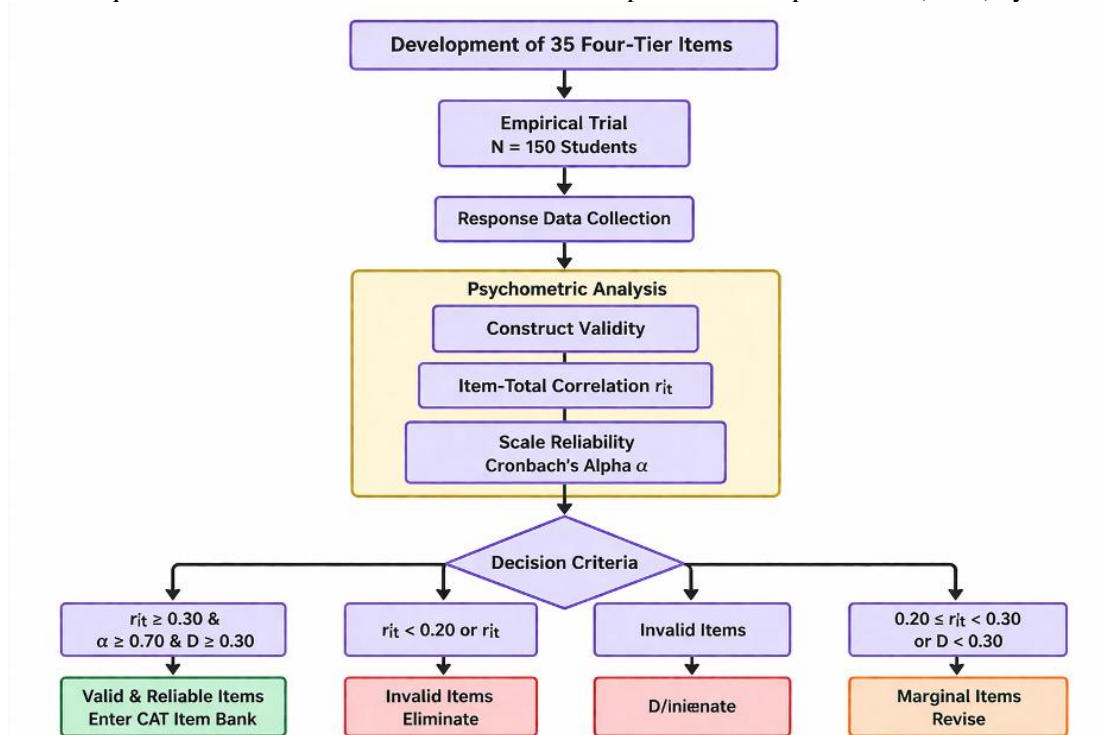 Development of 35 Four-Tier Items
Empirical Trial
N = 150 Students
Response Data Collection
Psychometric Analysis
Construct Validity
Item-Total Correlation rit
Scale Reliability
Cronbach's Alpha α
Decision Criteria
rit ≥ 0.30 &
α ≥ 0.70 & D ≥ 0.30
rit < 0.20 or rit
Invalid Items
0.20 ≤ rit < 0.30
or D < 0.30
Valid & Reliable Items
Enter CAT Item Bank
Invalid Items
Eliminate
Marginal Items
Revise